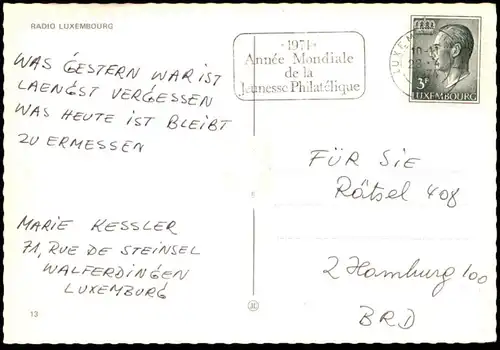 RADIO LUXEMBOURG
WAS GESTERN WAR IST
LAENGST VERGESSEN
WAS HEUTE IST BLEIBT
ZU ERMESSEN
MARIE KESSLER
71, RUE DE STEINSEL
WALFERDINGEN
LUXEMBURG
13
·1971·
Année Mondiale
de la
Jeunesse Philatélique
LUXEM
3F
LUXEMBOURG
FÜR SIE
Rätsel 408
2 Hamburg 100
BRD